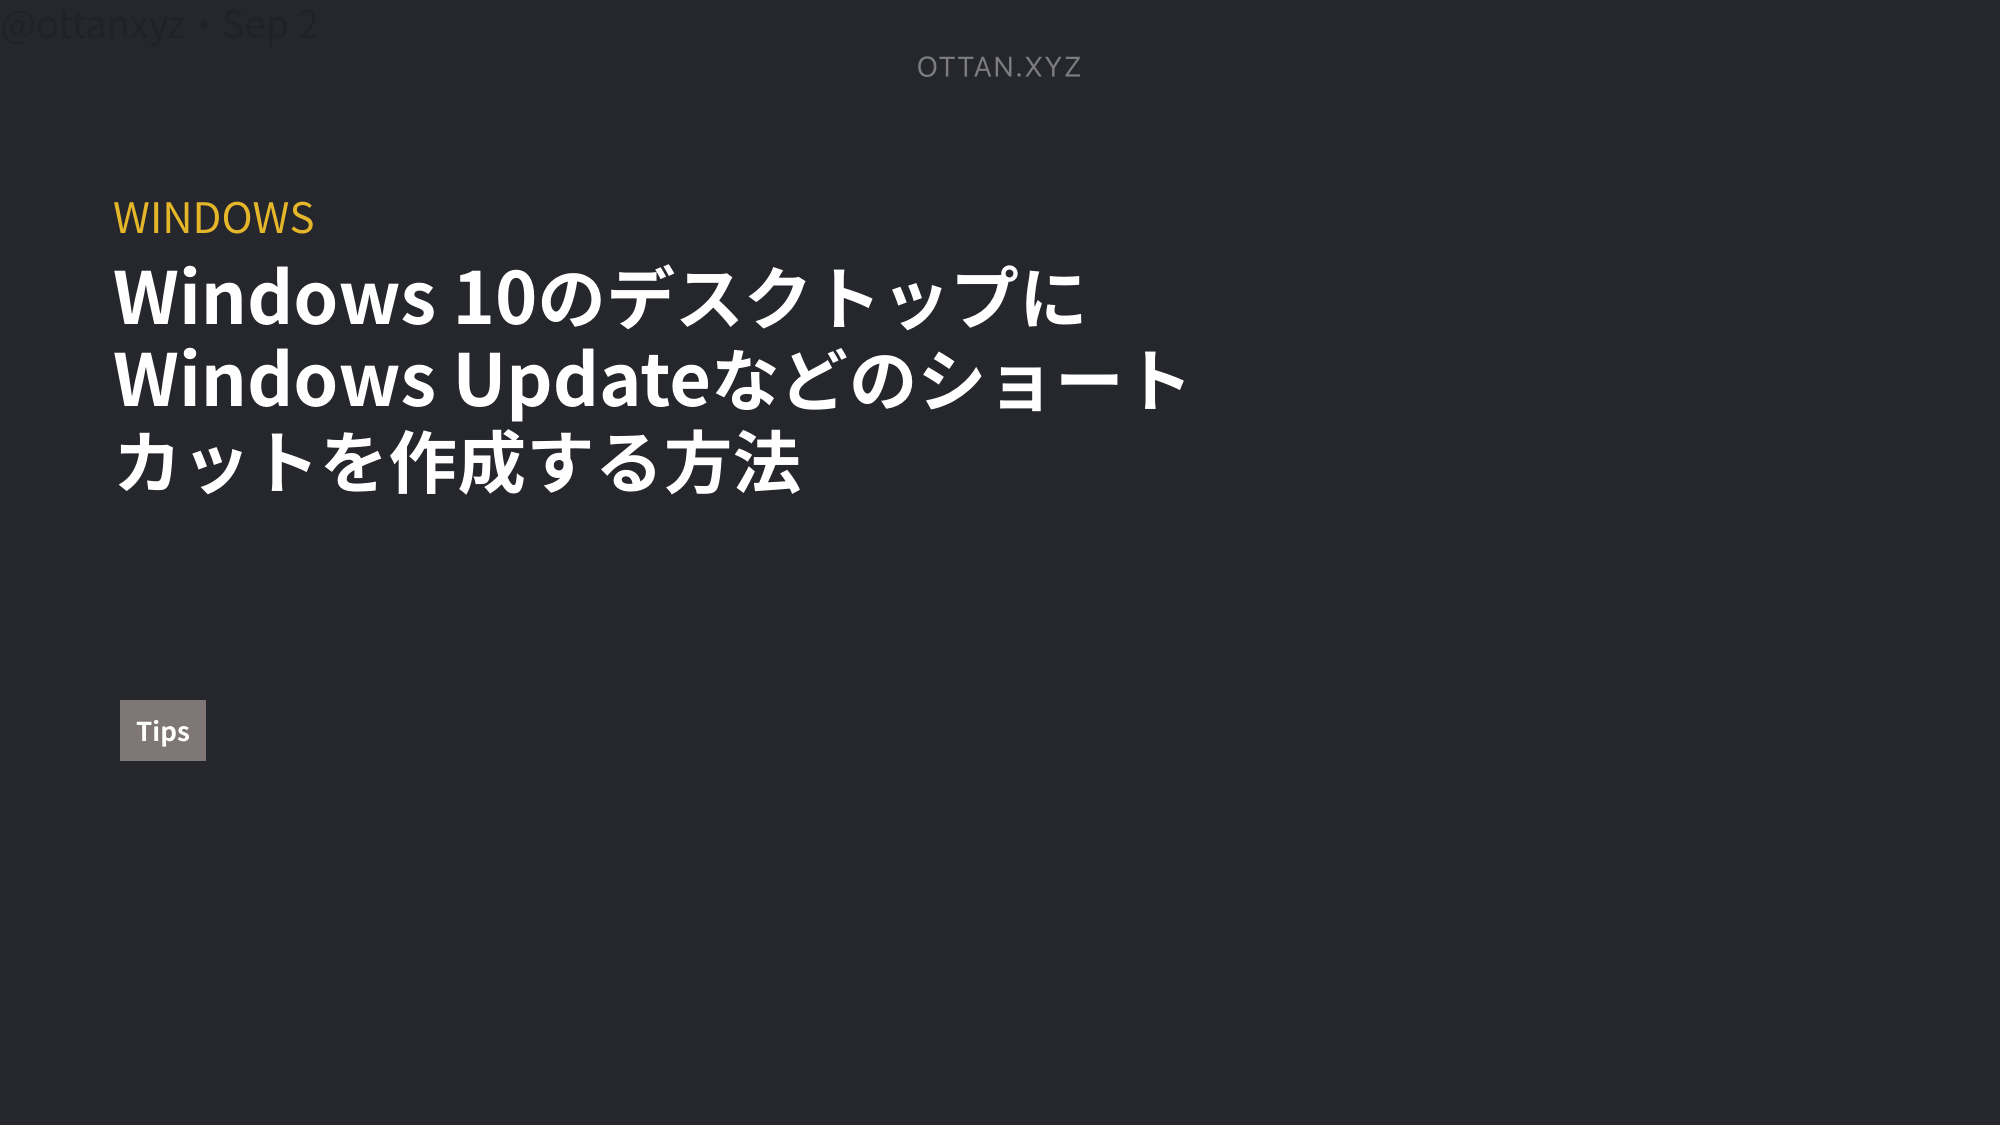 @ottanxyz・Sep 2
OTTAN.XYZ
WINDOWS
Windows 10のデスクトップに
Windows Updateなどのショート
カットを作成する方法
Tips